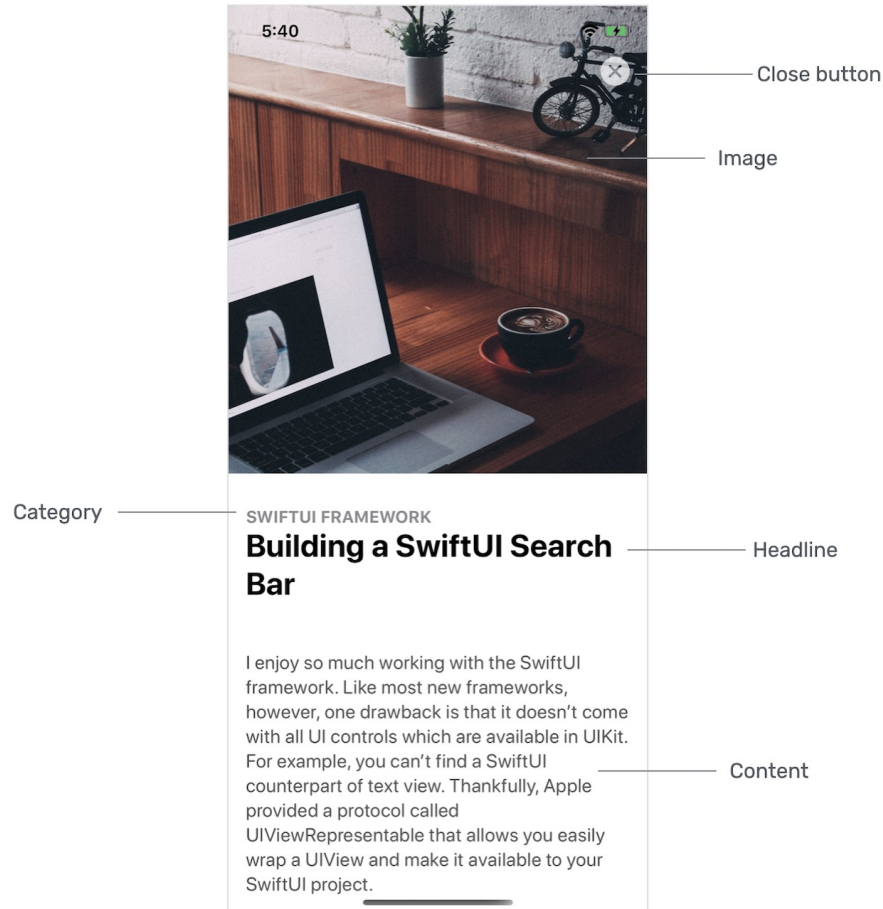 5:40
Close button
Image
Category
SWIFTUI FRAMEWORK
Building a SwiftUI Search
Bar
Headline
I enjoy so much working with the SwiftUI
framework. Like most new frameworks,
however, one drawback is that it doesn't come
with all UI controls which are available in UIKit.
For example, you can't find a SwiftUI
counterpart of text view. Thankfully, Apple
provided a protocol called
UIViewRepresentable that allows you easily
wrap a UIView and make it available to your
SwiftUI project.
Content